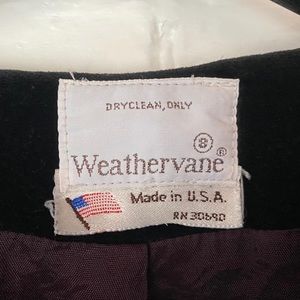 DRYCLEAN, ONLY
8
Weathervane®
Made in U.S.A.
RN 30690